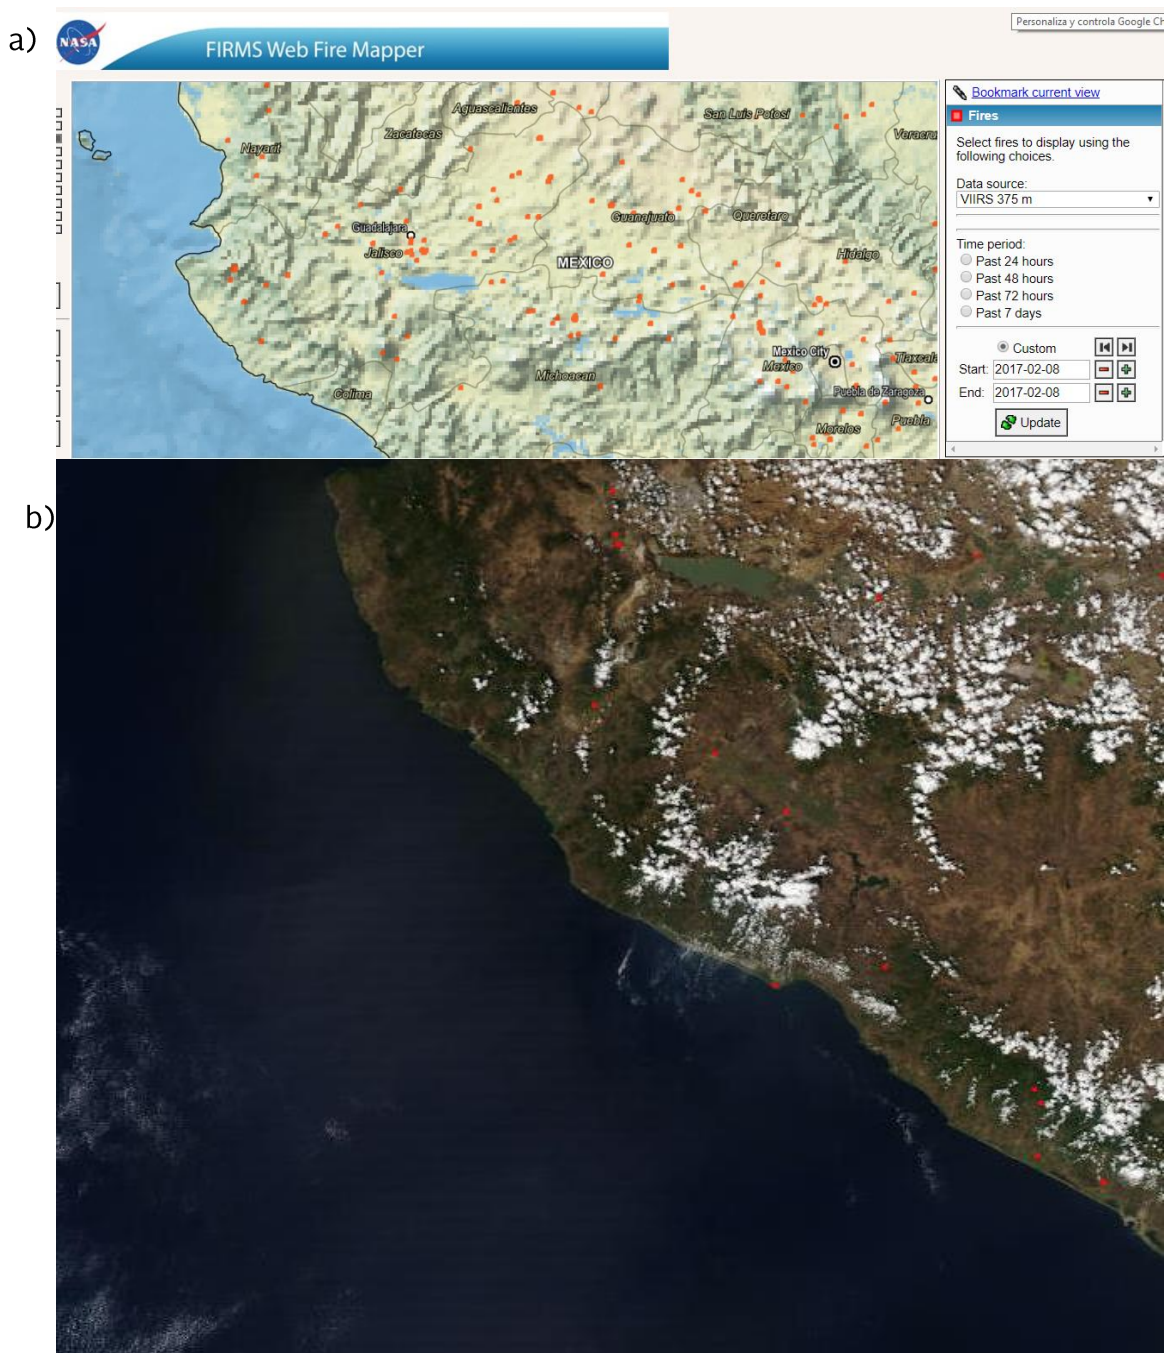 a)
NASA
FIRMS Web Fire Mapper
Personaliza y controla Google Ch
Aguascalientes
San Luis Potosi
Zacatecas
Veracru
Nayarit
Guanajuato
Queretaro
Guadalajara
Jalisco
MEXICO
Hidalgo
Mexico City
Mexico
Tlaxcala
Michoacan
Colima
Puebla de Zaragoza
Morelos
Puebla
Bookmark current view
Fires
Select fires to display using the
following choices.
Data source:
VIIRS 375 m
Time period:
Past 24 hours
Past 48 hours
Past 72 hours
Past 7 days
Custom
Start: 2017-02-08
End: 2017-02-08
Update
b)